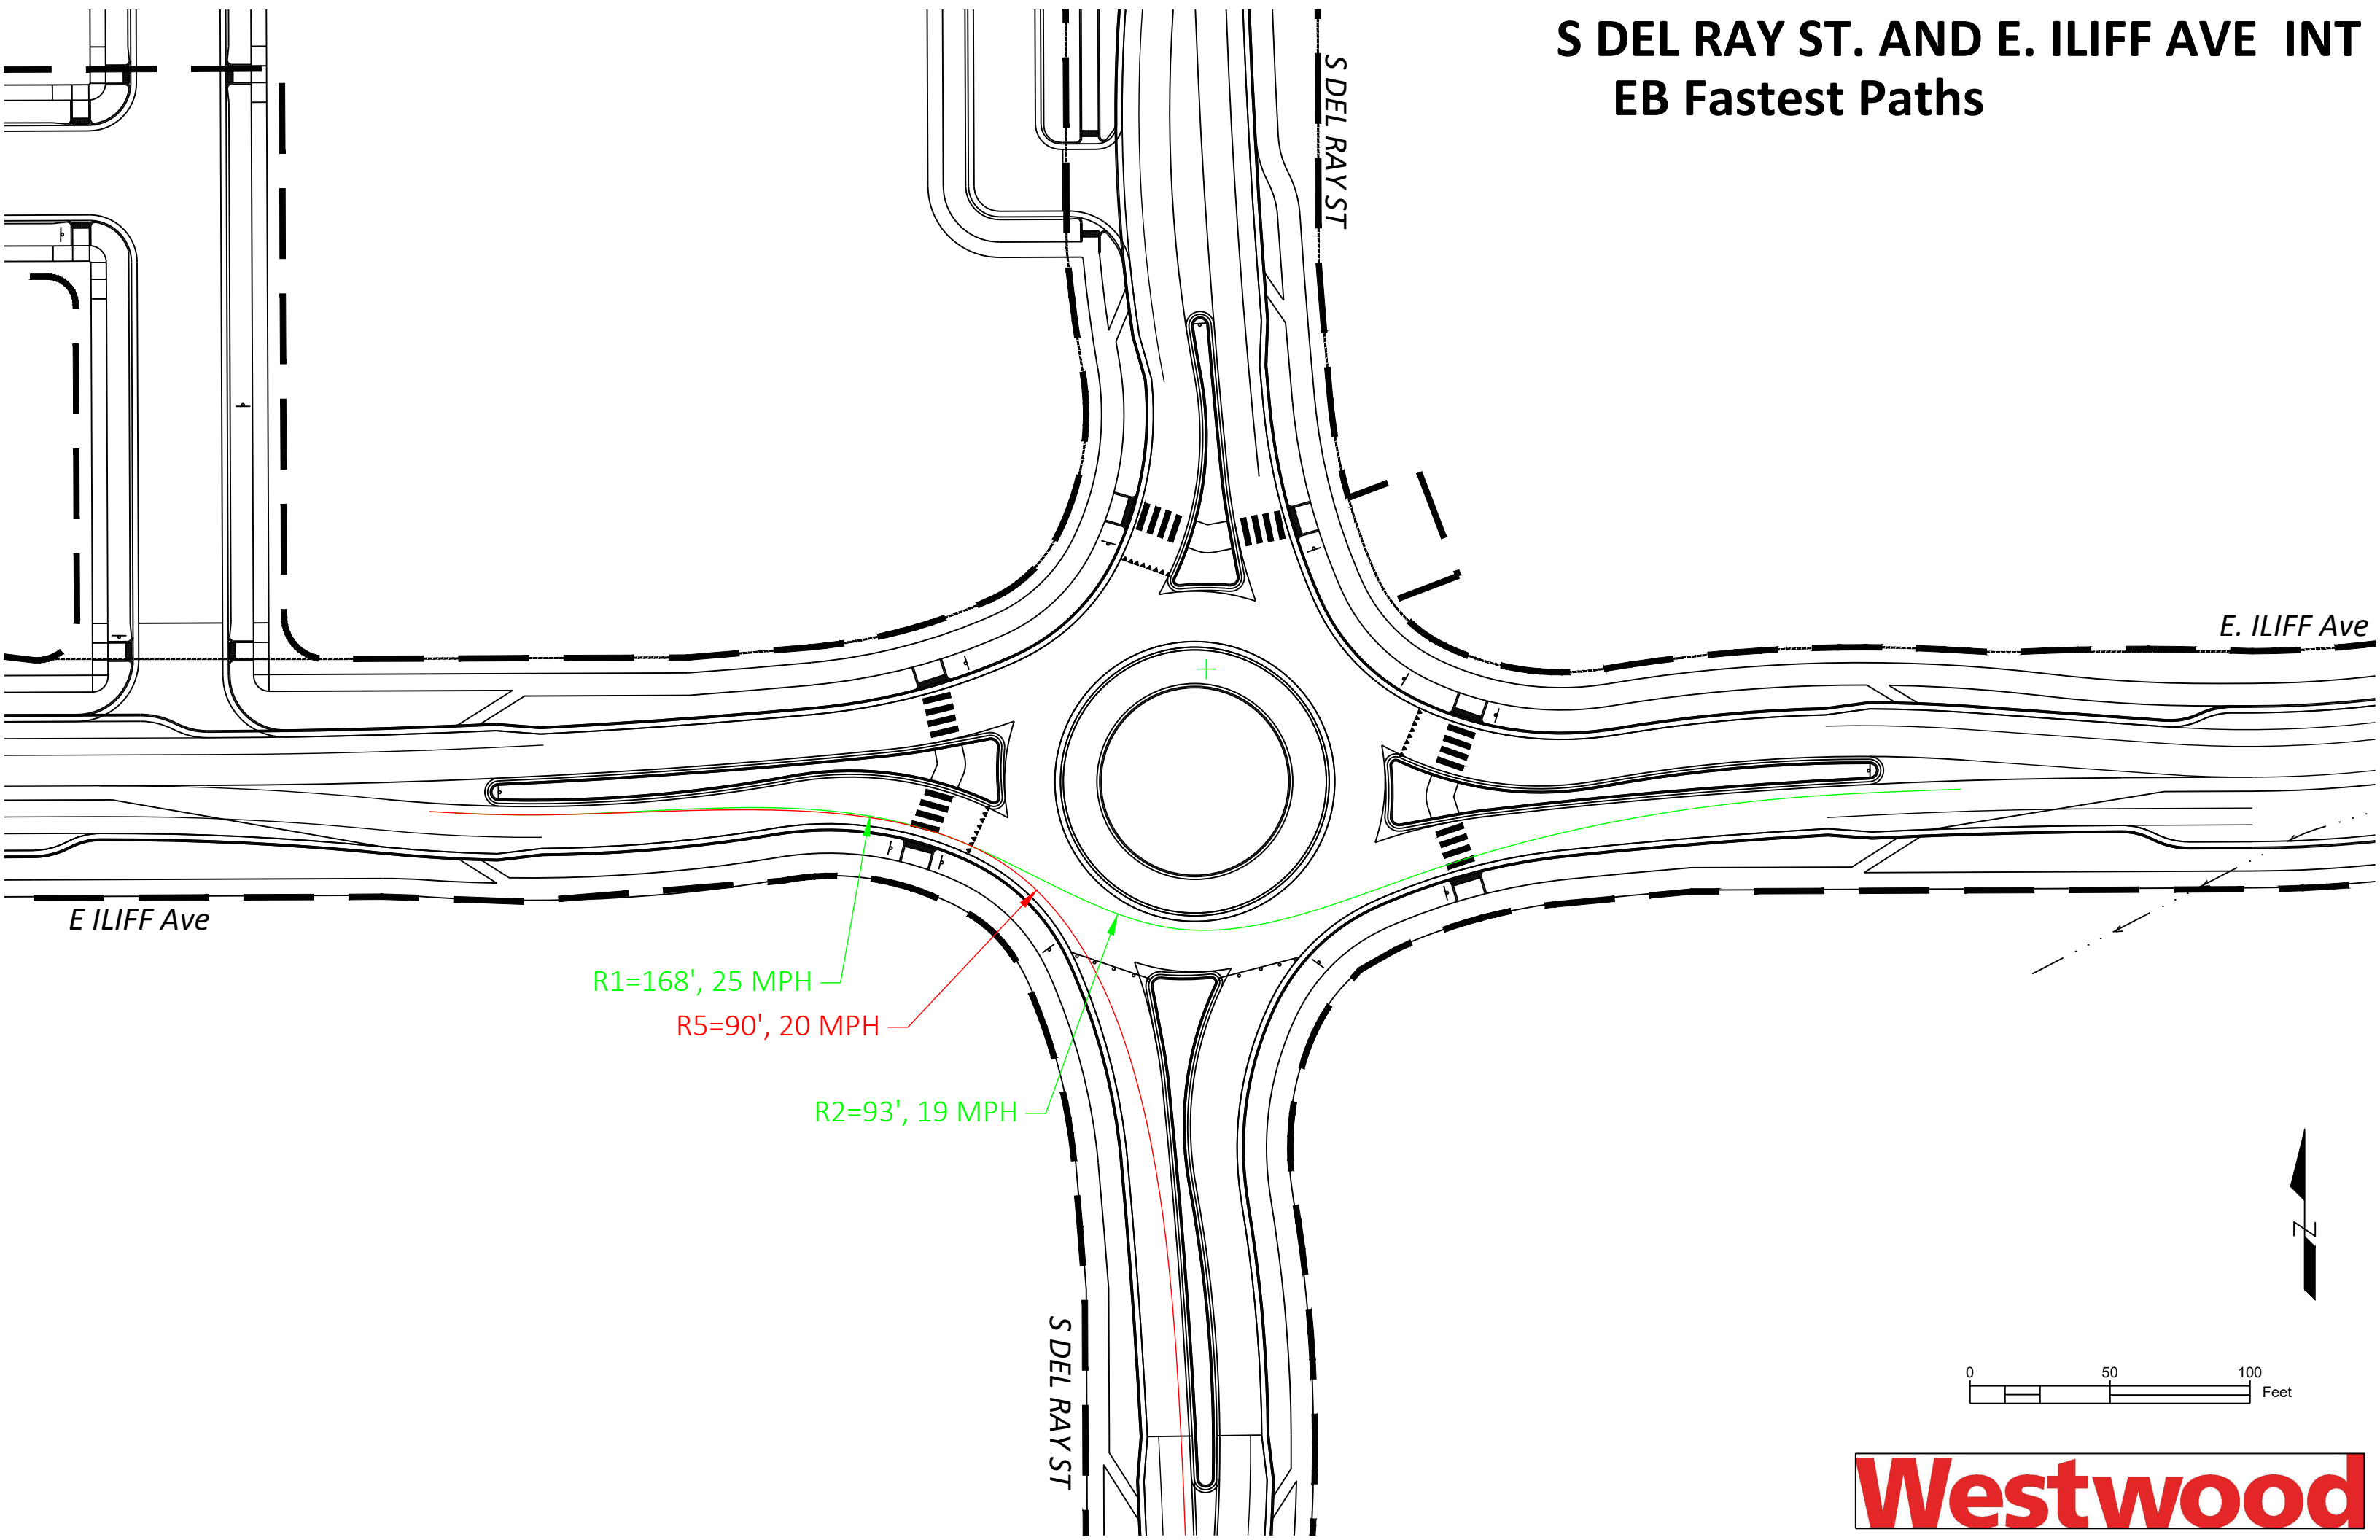 S DEL RAY ST. AND E. ILIFF AVE  INT
EB Fastest Paths
S DEL RAY ST
E. ILIFF Ave
E ILIFF Ave
R1=168', 25 MPH
R5=90', 20 MPH
R2=93', 19 MPH
S DEL RAY ST
N
0 50 100
Feet
Westwood